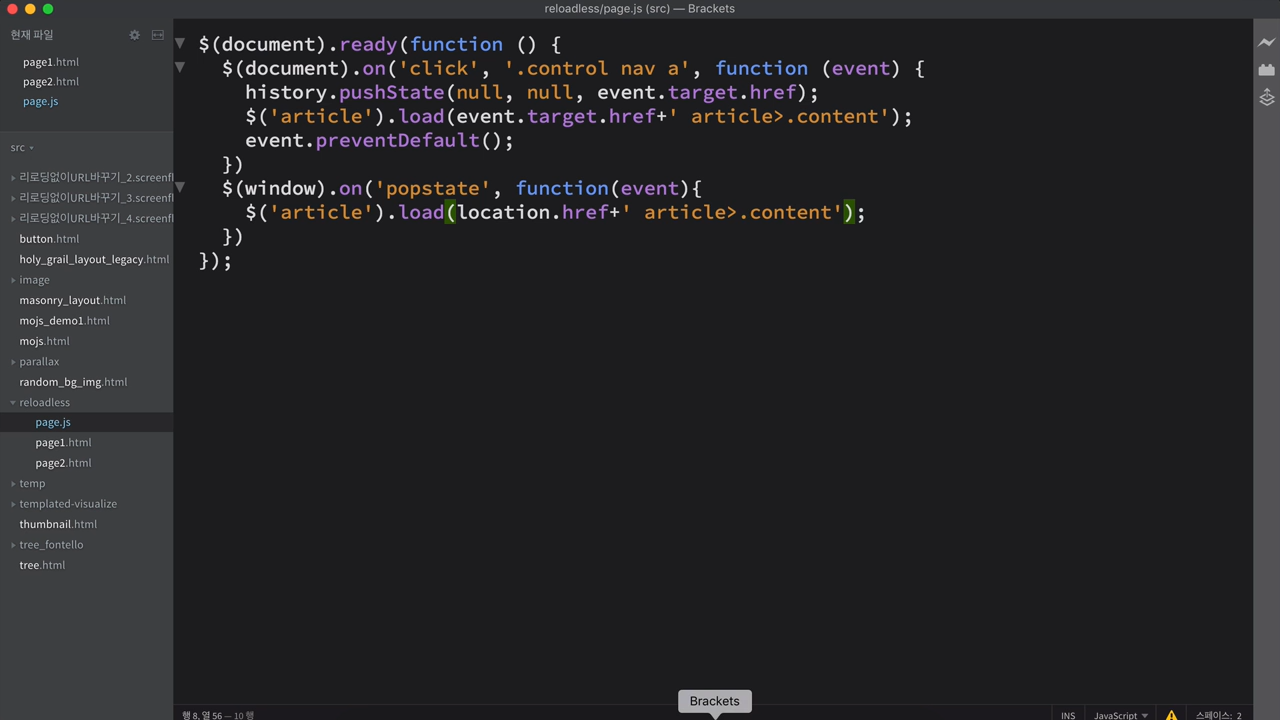 reloadless/page.js (src) — Brackets
현재 파일
page1.html
page2.html
page.js
src
리로딩없이URL바꾸기_2.screenfl
리로딩없이URL바꾸기_3.screenfl
리로딩없이URL바꾸기_4.screenfl
button.html
holy_grail_layout_legacy.html
image
masonry_layout.html
mojs_demo1.html
mojs.html
parallax
random_bg_img.html
reloadless
page.js
page1.html
page2.html
temp
templated-visualize
thumbnail.html
tree_fontello
tree.html
$(document).ready(function () {
$(document).on('click', '.control nav a', function (event) {
history.pushState(null, null, event.target.href);
$('article').load(event.target.href+' article>.content');
event.preventDefault();
})
$(window).on('popstate', function(event){
$('article').load(location.href+' article>.content');
})
});
Brackets
행 8, 열 56 — 10 행
INS
JavaScript
스페이스: 2